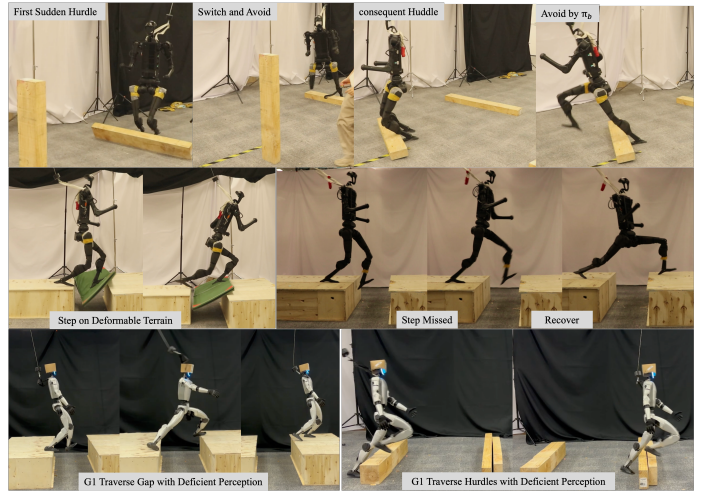 First Sudden Hurdle
Switch and Avoid
consequent Huddle
Avoid by π_b
Step on Deformable Terrain
Step Missed
Recover
G1 Traverse Gap with Deficient Perception
G1 Traverse Hurdles with Deficient Perception